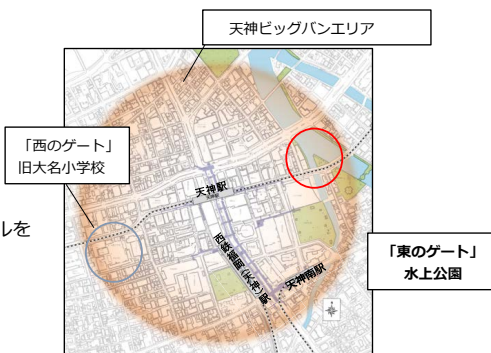 天神ビッグバンエリア
「西のゲート」
旧大名小学校
ルを
天神駅
西鉄福岡(天神)駅
天神南駅
「東のゲート」
水上公園